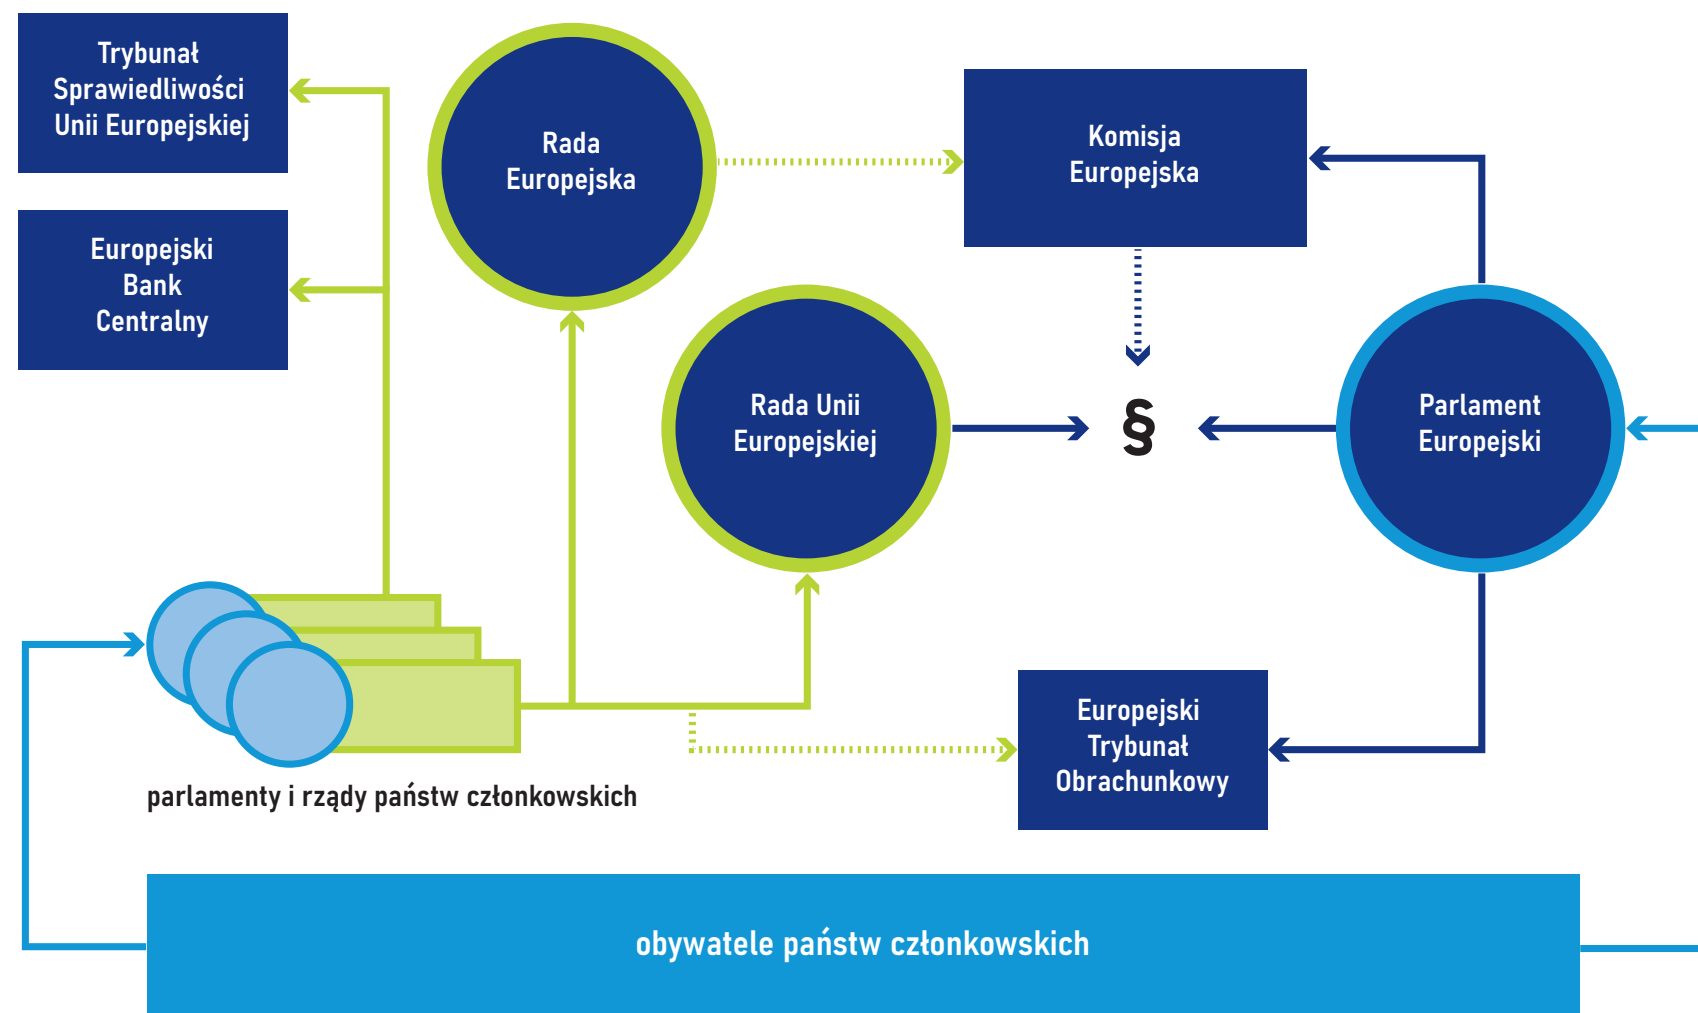 Trybunał
Sprawiedliwości
Unii Europejskiej
Rada
Europejska
Komisja
Europejska
Europejski
Bank
Centralny
Rada Unii
Europejskiej
§
Parlament
Europejski
Europejski
Trybunał
Obrachunkowy
parlamenty i rządy państw członkowskich
obywatele państw członkowskich